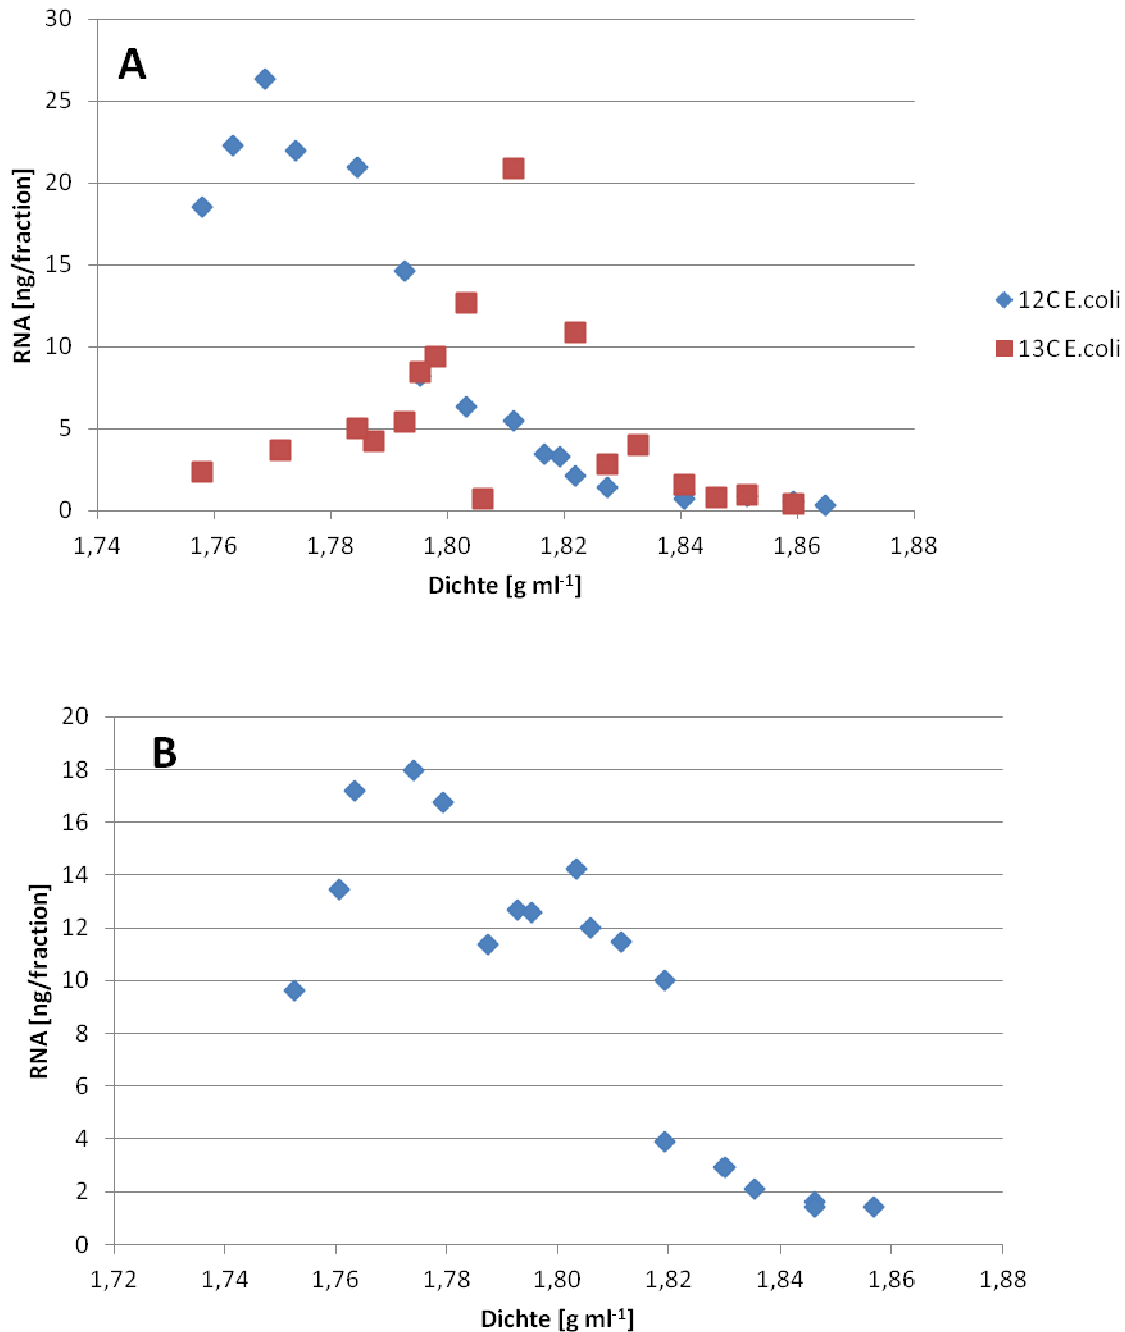 A
30
25
20
15
10
5
0
RNA [ng/fraction]
1,74 1,76 1,78 1,80 1,82 1,84 1,86 1,88
Dichte [g ml-1]
12CE.coli
13CE.coli
B
20
18
16
14
12
10
8
6
4
2
0
RNA [ng/fraction]
1,72 1,74 1,76 1,78 1,80 1,82 1,84 1,86 1,88
Dichte [g ml-1]